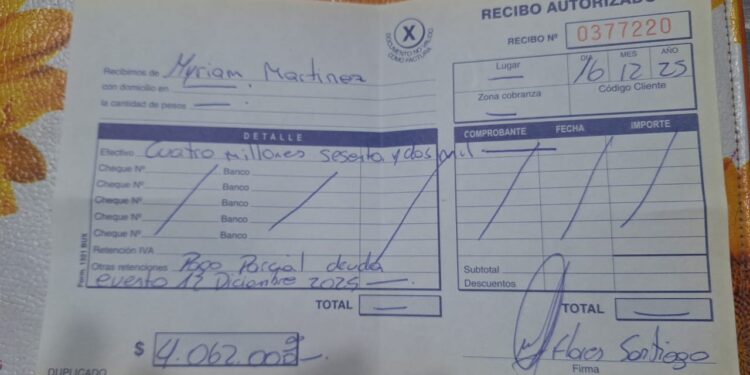 RECIBO AUTORIZADO
RECIBO Nº 0377220
X
DOCUMENTO NO VALIDO
COMO FACTURA
Recibimos de Myriam Martinez
con domicilio en
la cantidad de pesos
Lugar
DIA MES AÑO
16 12 25
Zona cobranza
Código Cliente
DETALLE
Efectivo Cuatro millones sesenta y dos mil
Cheque Nº Banco
Cheque Nº Banco
Cheque Nº Banco
Cheque Nº Banco
Cheque Nº Banco
Retención IVA
Otras retenciones Pago Parcial deuda
evento 12 Diciembre 2025
TOTAL
COMPROBANTE FECHA IMPORTE
Subtotal
Descuentos
TOTAL
$ 4.062.000
Flores Santiago
Firma
DUPLICADO
Form. 1101 BUX